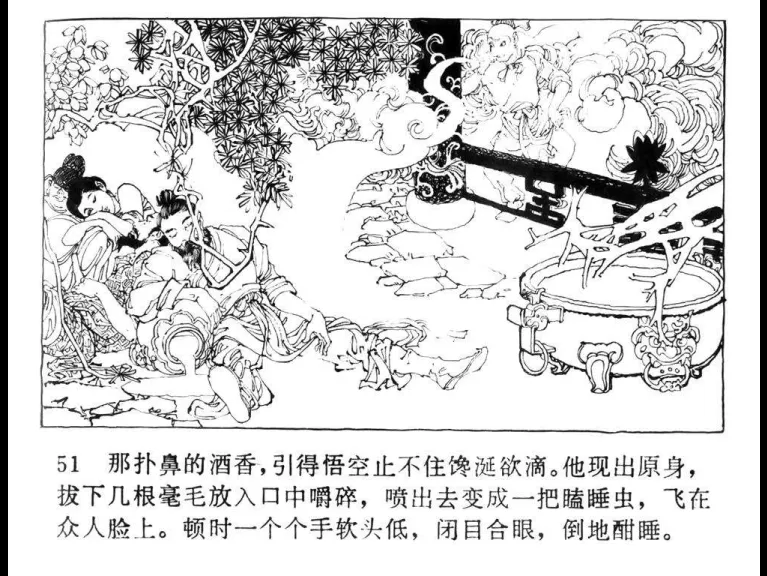 51 那扑鼻的酒香，引得悟空止不住馋涎欲滴。他现出原身，
拔下几根毫毛放入口中嚼碎，喷出去变成一把瞌睡虫，飞在
众人脸上。顿时一个个手软头低，闭目合眼，倒地酣睡。